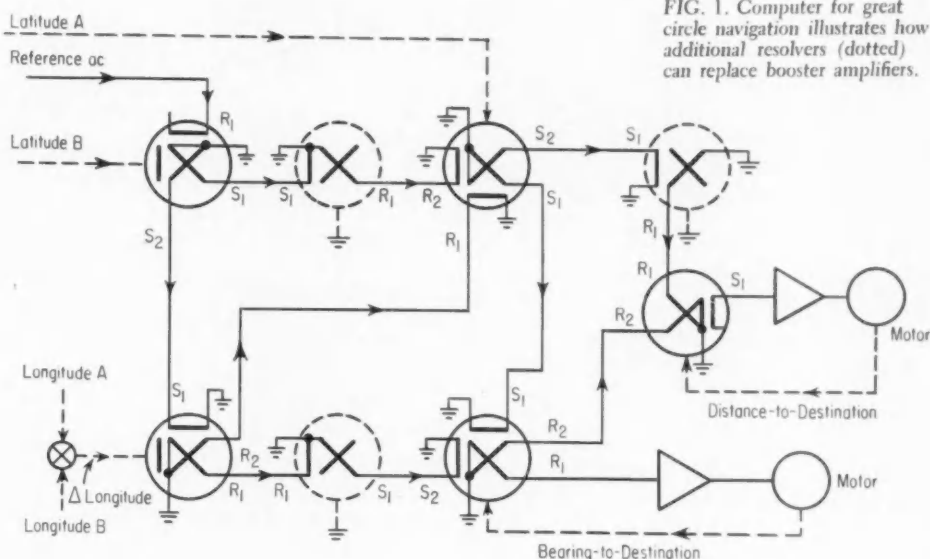 Latitude A
FIG. 1. Computer for great
circle navigation illustrates how
additional resolvers (dotted)
can replace booster amplifiers.
Reference ac
R1
Latitude B
S1
S1
R1
R2
S2
S1
S1
S2
R1
R1
R1
S1
R2
Motor
Longitude A
S1
S1
Distance-to-Destination
R2
R2
Δ Longitude
R1
R1
S1
S2
R1
Motor
Longitude B
Bearing-to-Destination